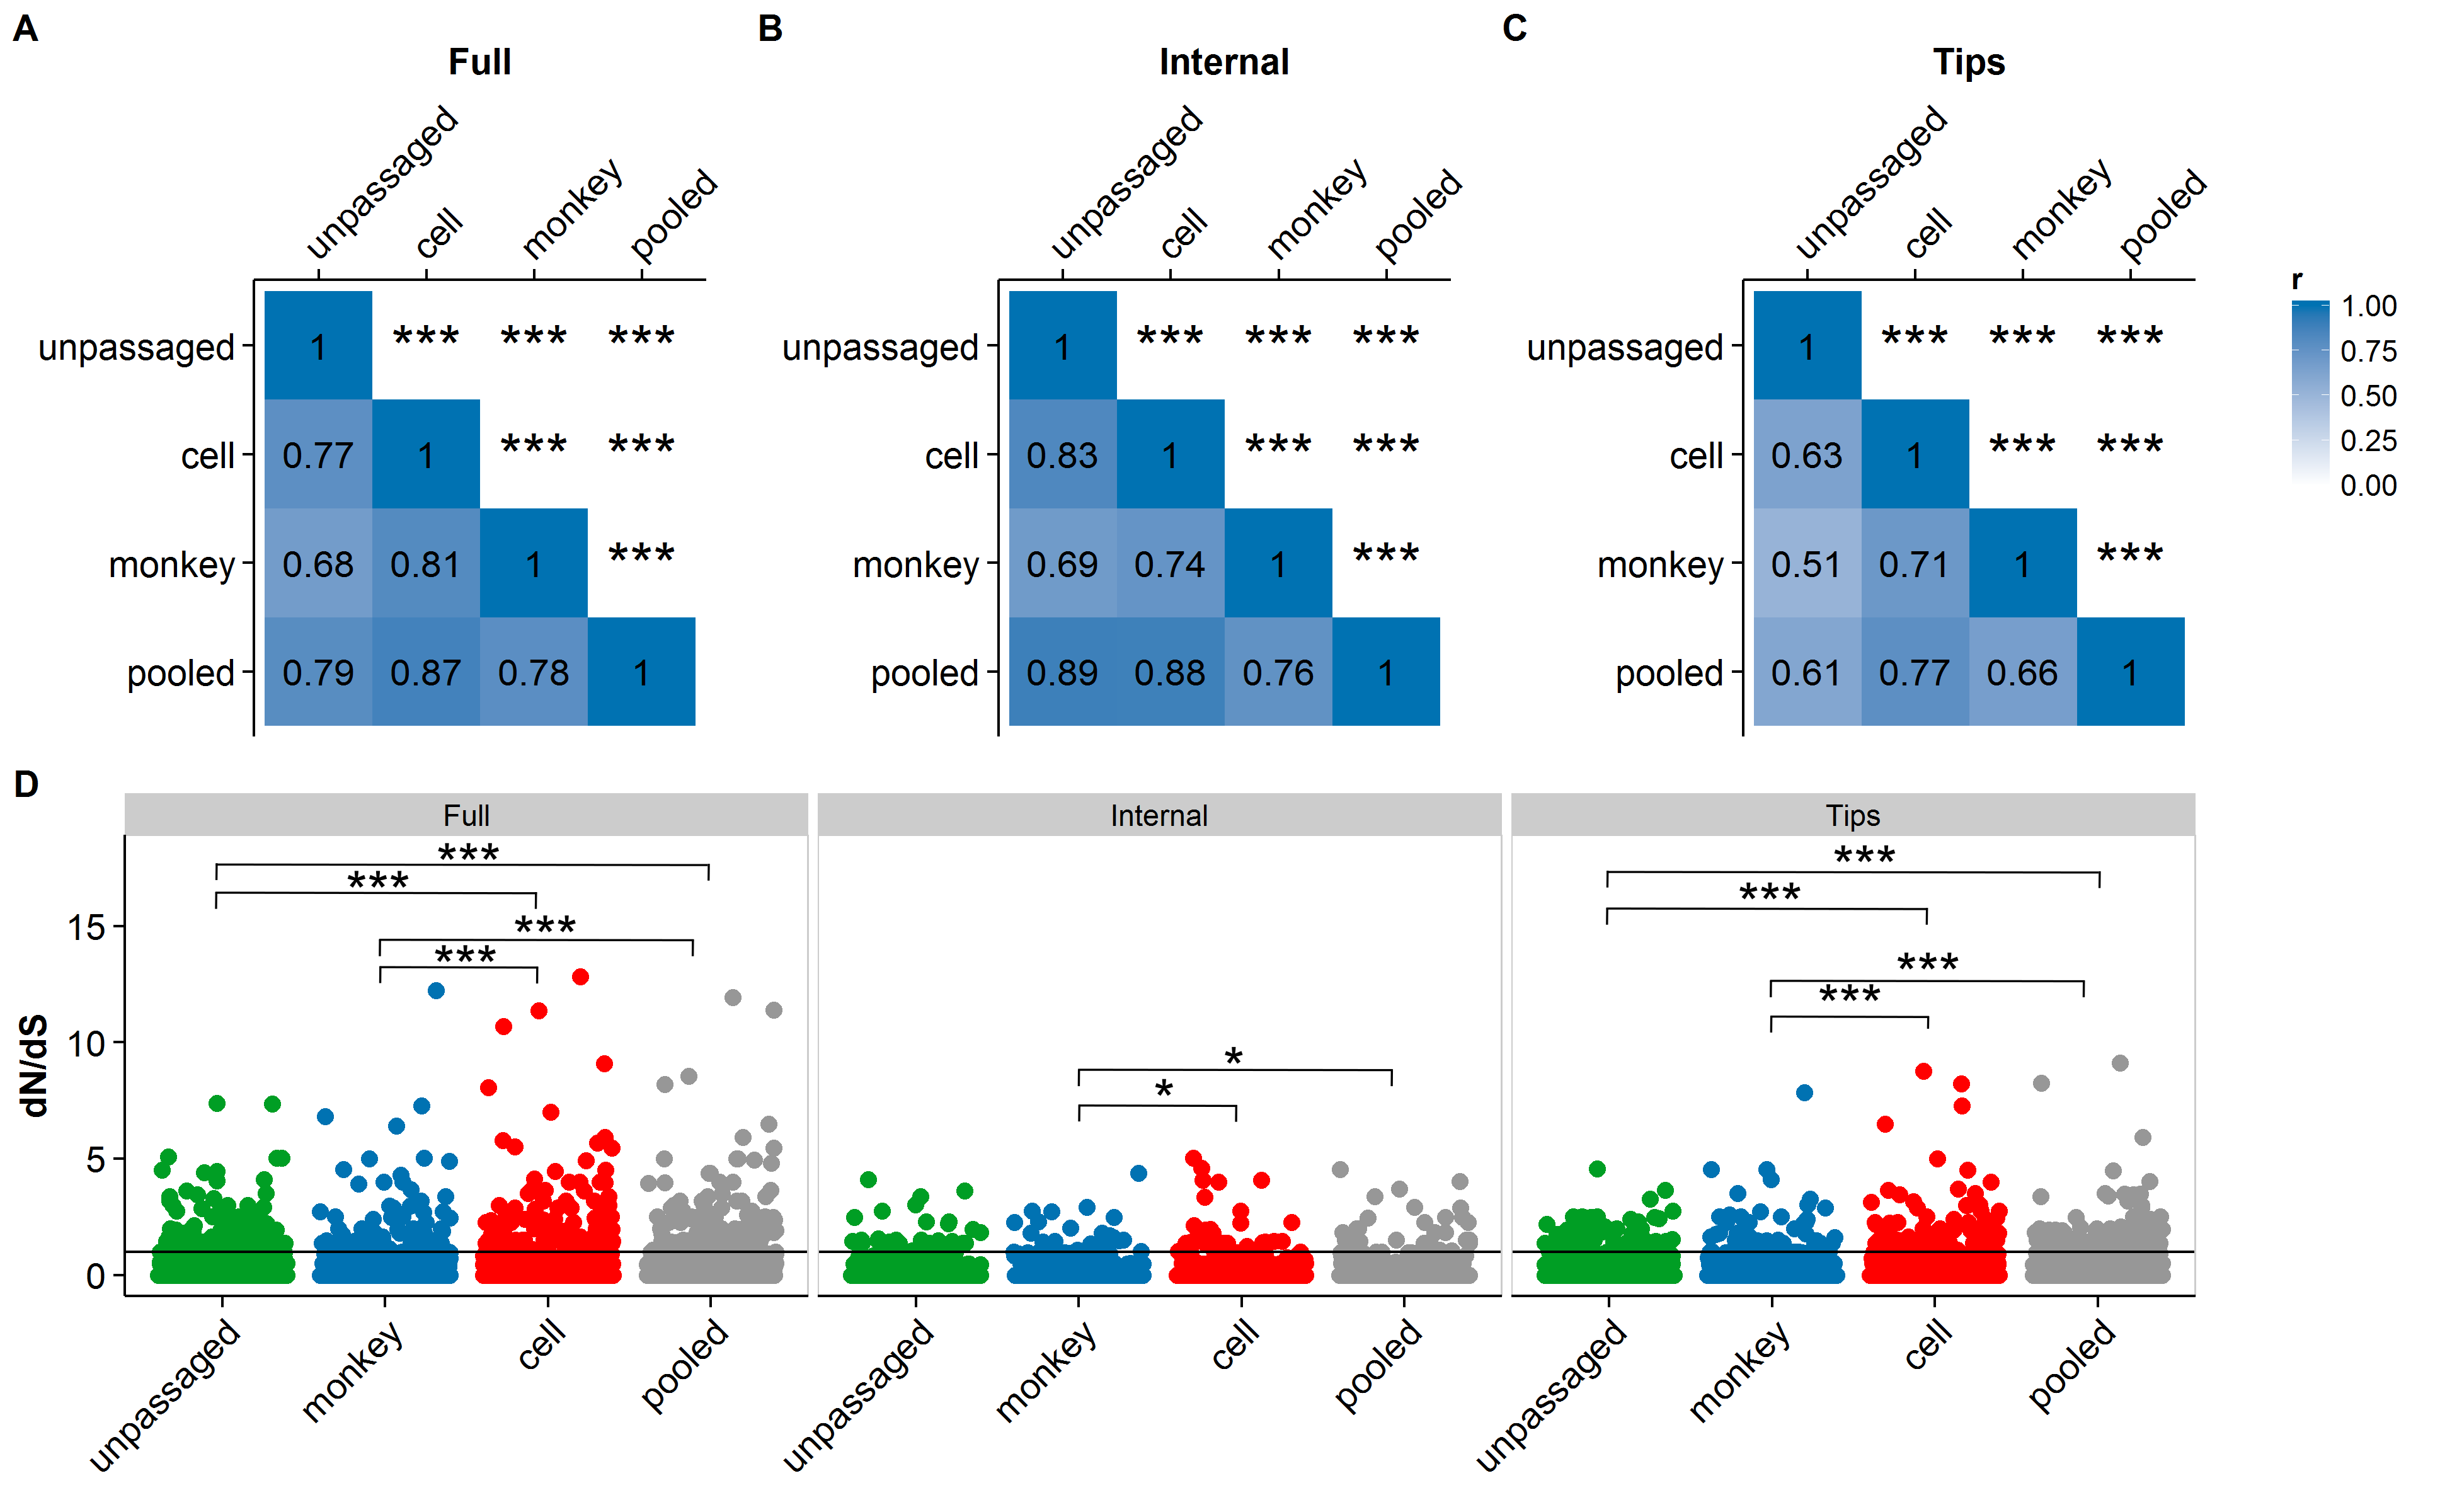 A
Full
unpassaged cell monkey pooled
unpassaged 1 *** *** ***
cell 0.77 1 *** ***
monkey 0.68 0.81 1 ***
pooled 0.79 0.87 0.78 1
B
Internal
unpassaged cell monkey pooled
unpassaged 1 *** *** ***
cell 0.83 1 *** ***
monkey 0.69 0.74 1 ***
pooled 0.89 0.88 0.76 1
C
Tips
unpassaged cell monkey pooled
unpassaged 1 *** *** ***
cell 0.63 1 *** ***
monkey 0.51 0.71 1 ***
pooled 0.61 0.77 0.66 1
r
1.00
0.75
0.50
0.25
0.00
D
dN/dS
15
10
5
0
Full
***
***
***
***
unpassaged monkey cell pooled
Internal
*
*
unpassaged monkey cell pooled
Tips
***
***
***
***
unpassaged monkey cell pooled